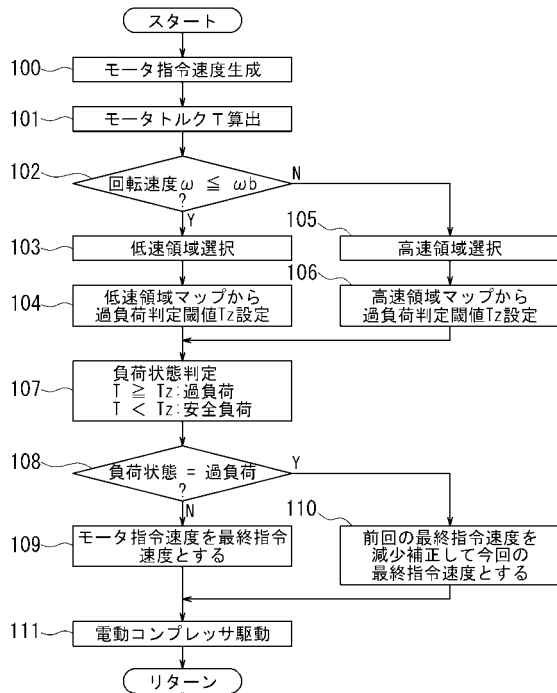 スタート
100
モータ指令速度生成
101
モータトルクT算出
102
回転速度ω ≦ ωb
?
N
Y
103
低速領域選択
105
高速領域選択
104
低速領域マップから
過負荷判定閾値Tz設定
106
高速領域マップから
過負荷判定閾値Tz設定
107
負荷状態判定
T ≧ Tz:過負荷
T < Tz:安全負荷
108
負荷状態 = 過負荷
?
Y
N
109
モータ指令速度を最終指令
速度とする
110
前回の最終指令速度を
減少補正して今回の
最終指令速度とする
111
電動コンプレッサ駆動
リターン